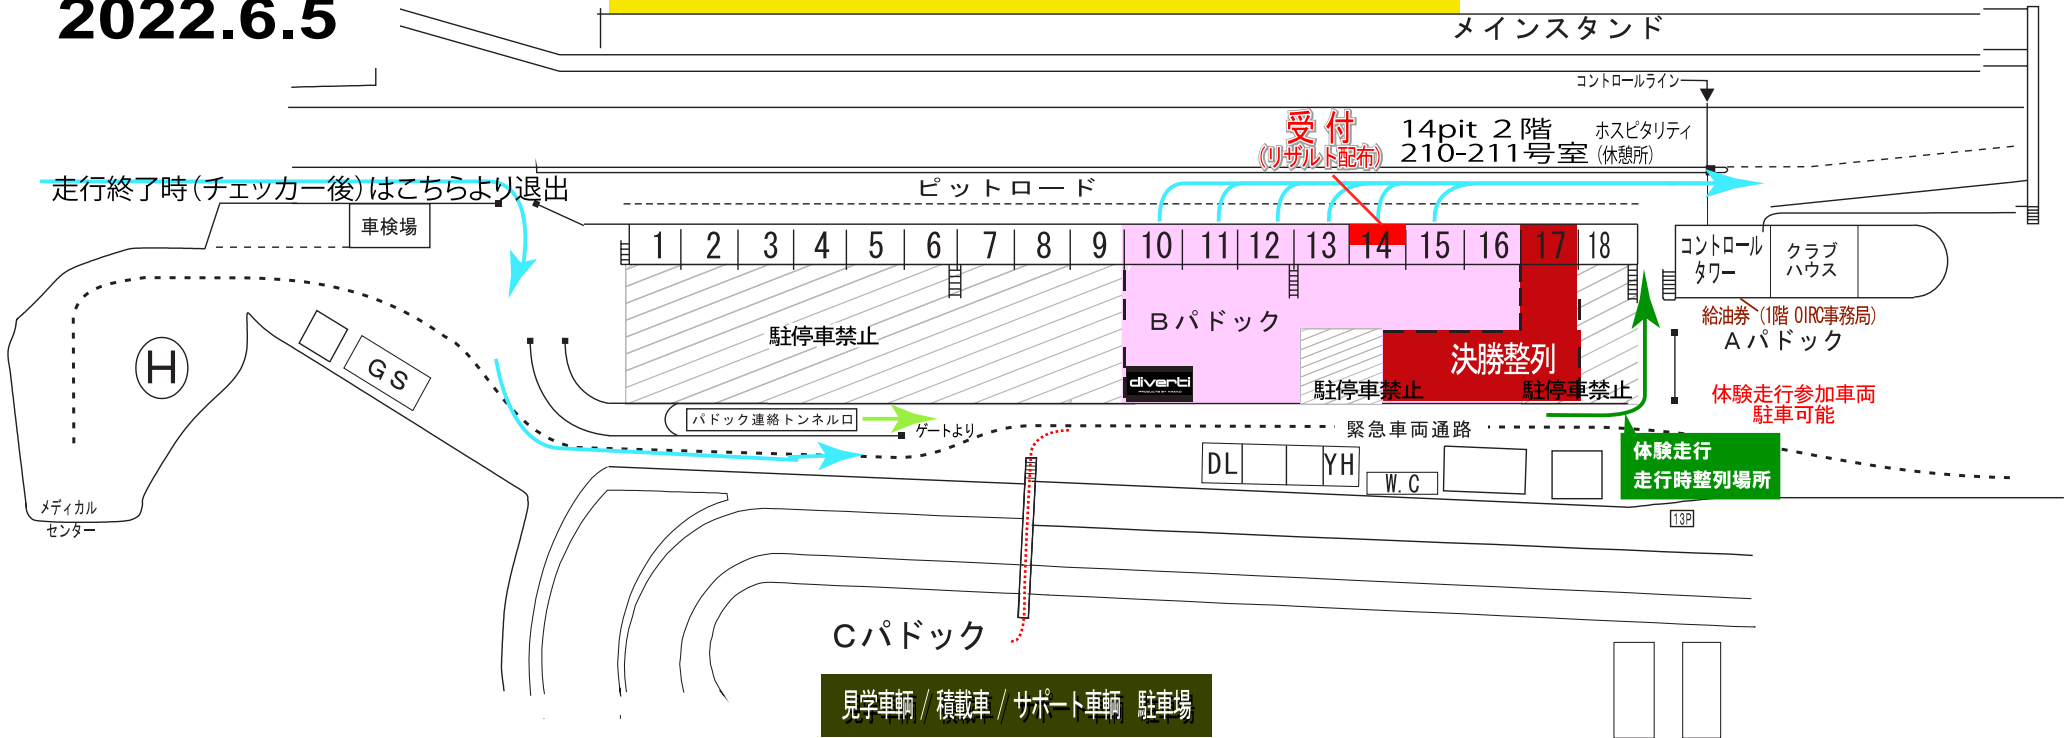 2022.6.5
メインスタンド
コントロールライン
受付
(リザルト配布)
14pit 2階
210-211号室
ホスピタリティ
(休憩所)
走行終了時(チェッカー後)はこちらより退出
ピットロード
車検場
1 2 3 4 5 6 7 8 9 10 11 12 13 14 15 16 17 18
コントロール
タワー
クラブ
ハウス
給油券 (1階 OIRC事務局)
Aパドック
Bパドック
駐停車禁止
決勝整列
diverti
駐停車禁止
駐停車禁止
体験走行参加車両
駐車可能
H
GS
パドック連絡トンネル口
ゲートより
緊急車両通路
体験走行
走行時整列場所
DL
YH
W.C
13P
メディカル
センター
Cパドック
見学車輌 / 積載車 / サポート車輌 駐車場